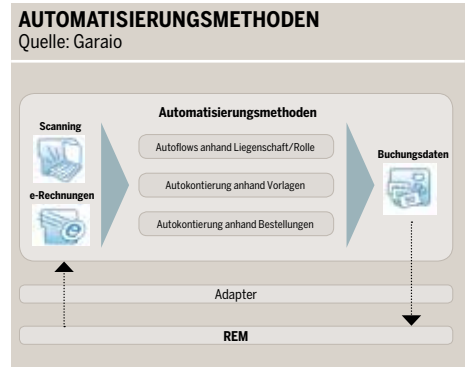 AUTOMATISIERUNGSMETHODEN
Quelle: Garaio
Automatisierungsmethoden
Scanning
e-Rechnungen
Autoflows anhand Liegenschaft/Rolle
Autokontierung anhand Vorlagen
Autokontierung anhand Bestellungen
Buchungsdaten
Adapter
REM